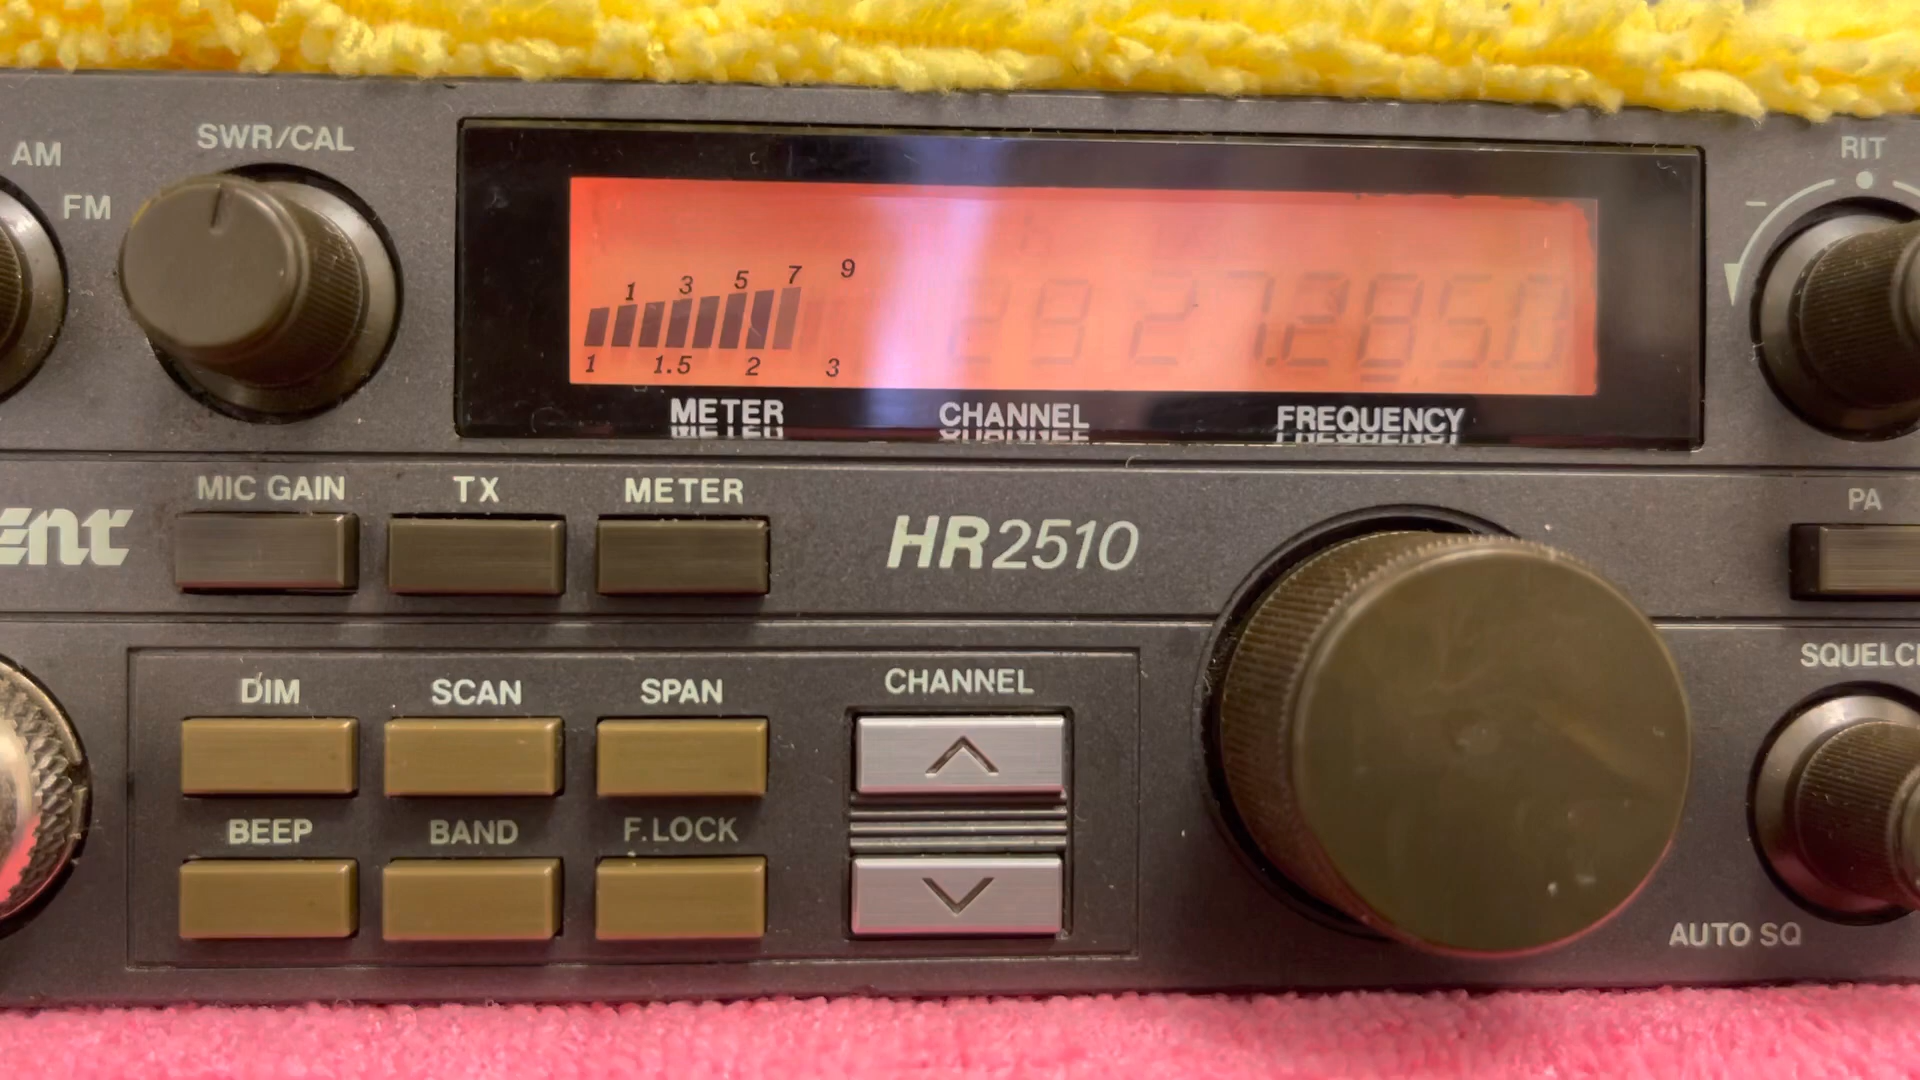 AM
FM
SWR/CAL
1 3 5 7 9
1 1.5 2 3
29 27.285.0
METER CHANNEL FREQUENCY
RIT
−
MIC GAIN TX METER
HR2510
PA
DIM SCAN SPAN
BEEP BAND F.LOCK
CHANNEL
AUTO SQ